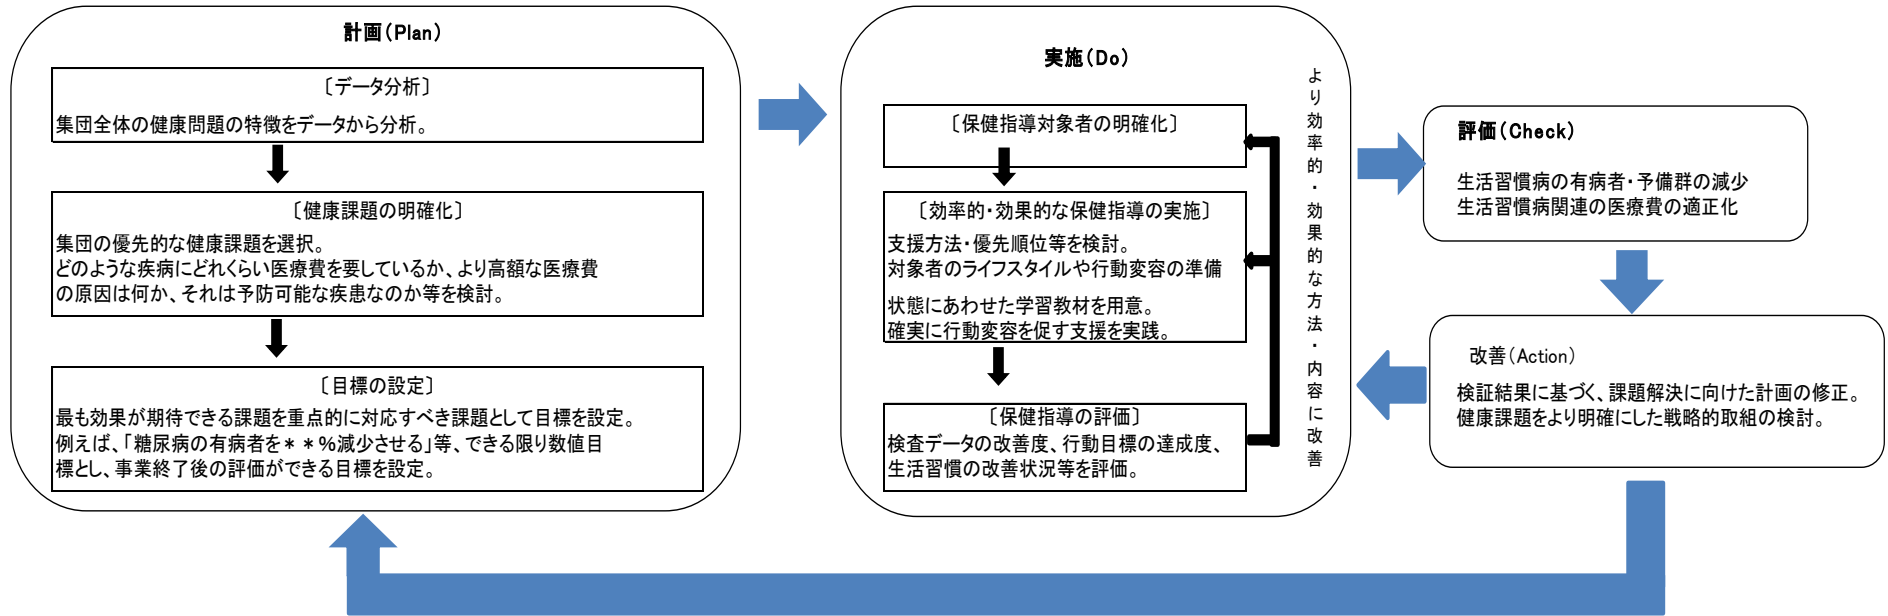 計画（Plan）
〔データ分析〕
集団全体の健康問題の特徴をデータから分析。
〔健康課題の明確化〕
集団の優先的な健康課題を選択。
どのような疾病にどれくらい医療費を要しているか、より高額な医療費
の原因は何か、それは予防可能な疾患なのか等を検討。
〔目標の設定〕
最も効果が期待できる課題を重点的に対応すべき課題として目標を設定。
例えば、「糖尿病の有病者を＊＊％減少させる」等、できる限り数値目
標とし、事業終了後の評価ができる目標を設定。
実施（Do）
〔保健指導対象者の明確化〕
〔効率的・効果的な保健指導の実施〕
支援方法・優先順位等を検討。
対象者のライフスタイルや行動変容の準備
状態にあわせた学習教材を用意。
確実に行動変容を促す支援を実践。
〔保健指導の評価〕
検査データの改善度、行動目標の達成度、
生活習慣の改善状況等を評価。
より効率的・効果的な方法・内容に改善
評価（Check）
生活習慣病の有病者・予備群の減少
生活習慣病関連の医療費の適正化
改善（Action）
検証結果に基づく、課題解決に向けた計画の修正。
健康課題をより明確にした戦略的取組の検討。